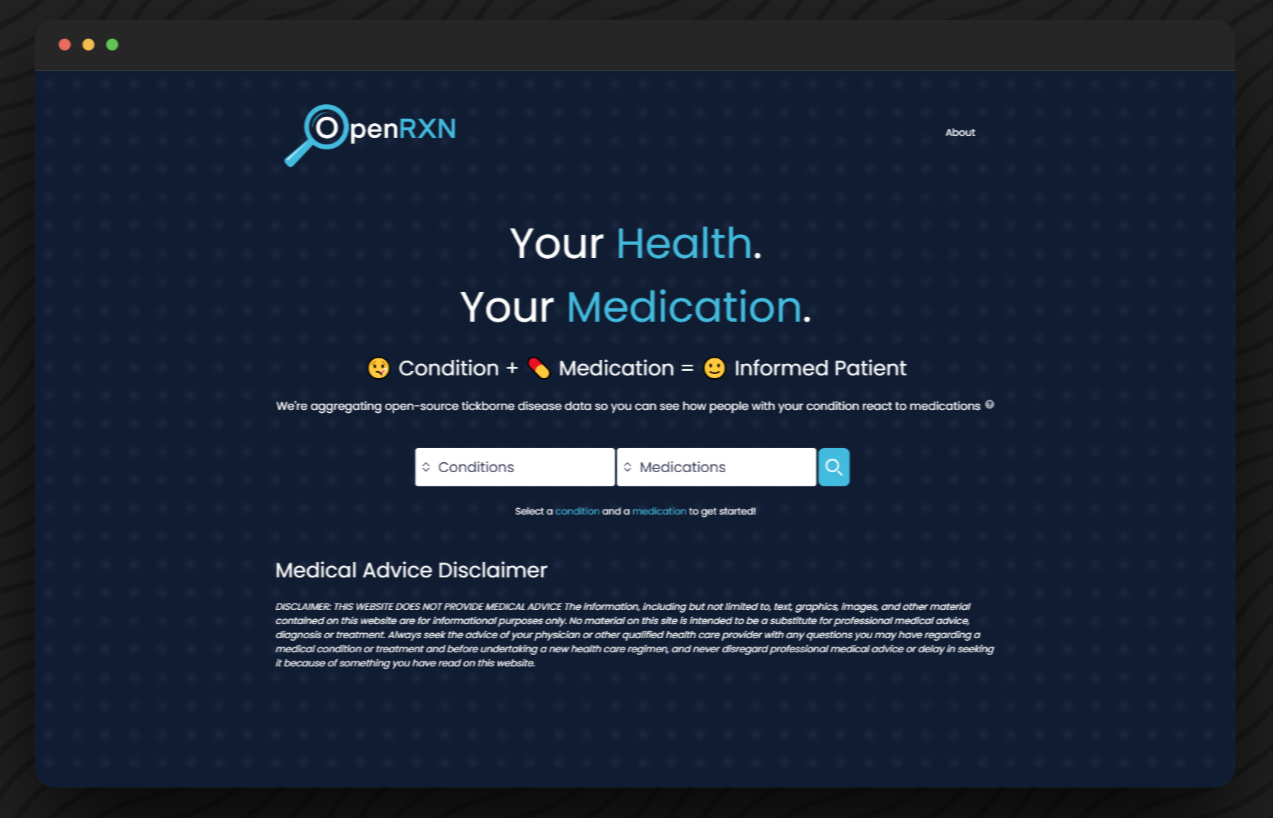 OpenRXN
About
Your Health.
Your Medication.
🤒 Condition + 💊 Medication = 🙂 Informed Patient
We're aggregating open-source tickborne disease data so you can see how people with your condition react to medications
Conditions
Medications
Select a condition and a medication to get started!
Medical Advice Disclaimer
DISCLAIMER: THIS WEBSITE DOES NOT PROVIDE MEDICAL ADVICE The information, including but not limited to, text, graphics, images, and other material
contained on this website are for informational purposes only. No material on this site is intended to be a substitute for professional medical advice,
diagnosis or treatment. Always seek the advice of your physician or other qualified health care provider with any questions you may have regarding a
medical condition or treatment and before undertaking a new health care regimen, and never disregard professional medical advice or delay in seeking
it because of something you have read on this website.